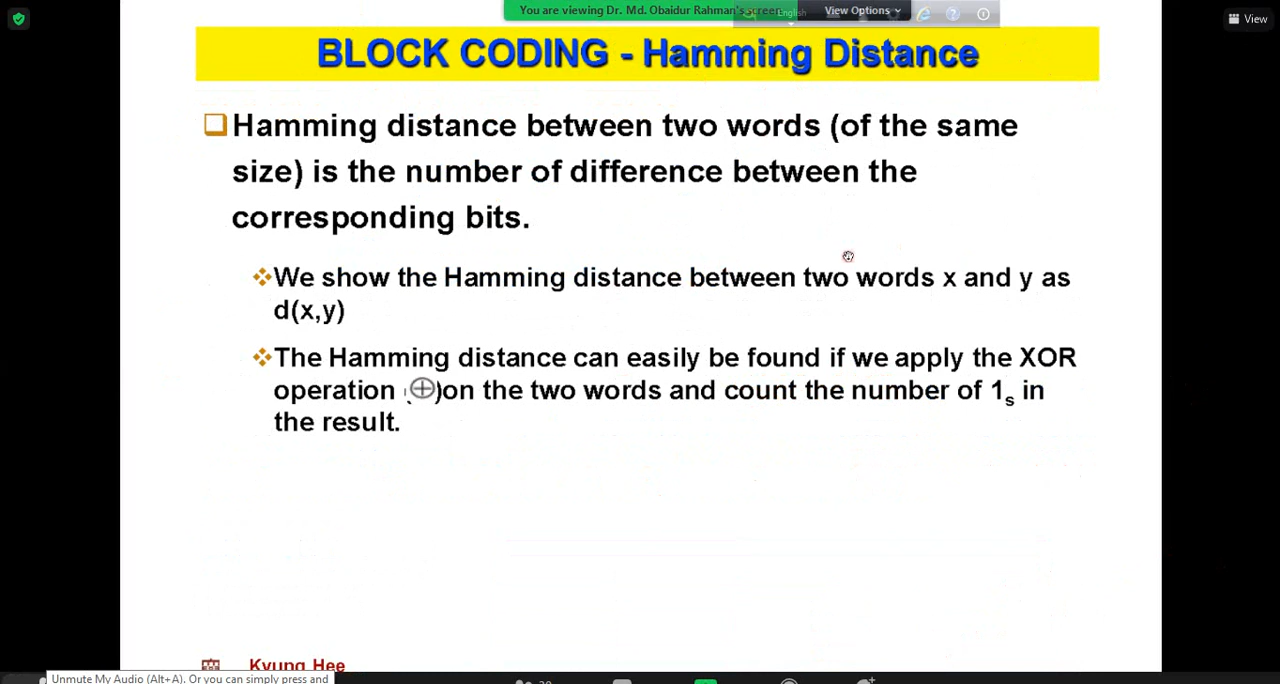 You are viewing Dr. Md. Obaidur Rahman's screen
English
View Options
View
BLOCK CODING - Hamming Distance
Hamming distance between two words (of the same
size) is the number of difference between the
corresponding bits.
We show the Hamming distance between two words x and y as
d(x,y)
The Hamming distance can easily be found if we apply the XOR
operation (⊕)on the two words and count the number of 1s in
the result.
Kyung Hee
Unmute My Audio (Alt+A). Or you can simply press and